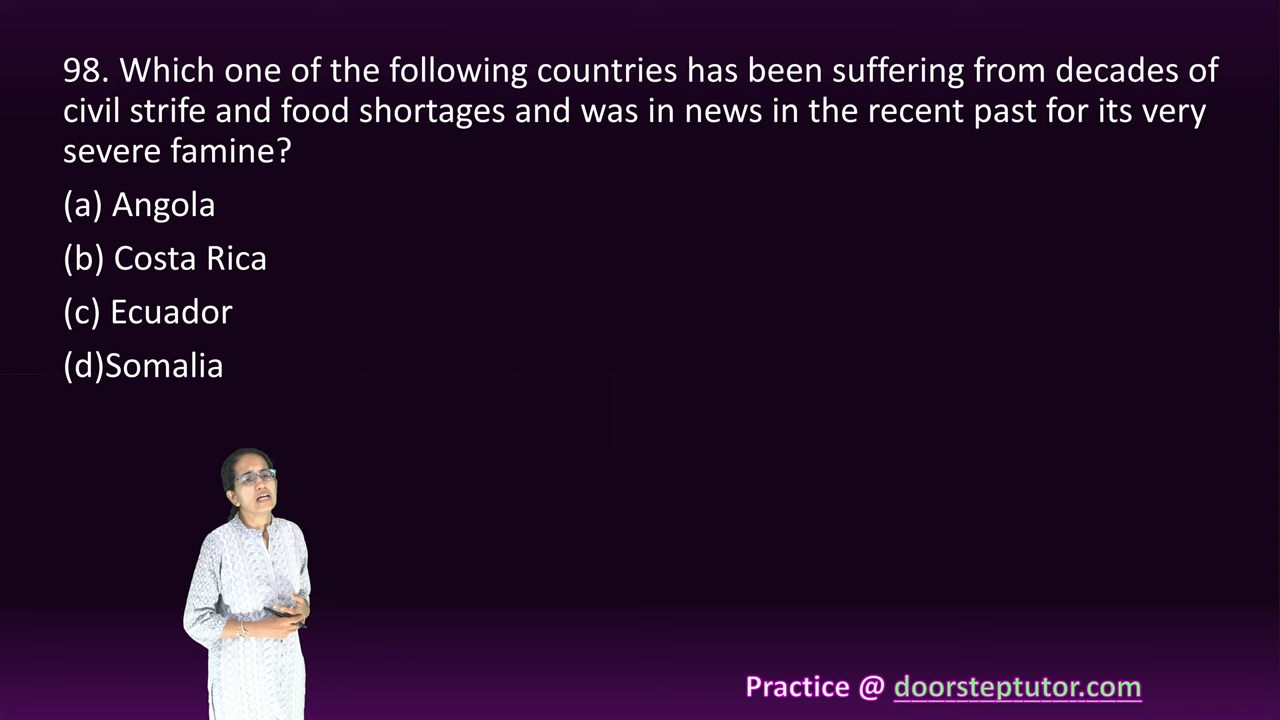 98. Which one of the following countries has been suffering from decades of
civil strife and food shortages and was in news in the recent past for its very
severe famine?
(a) Angola
(b) Costa Rica
(c) Ecuador
(d)Somalia
Practice @ doorsteptutor.com